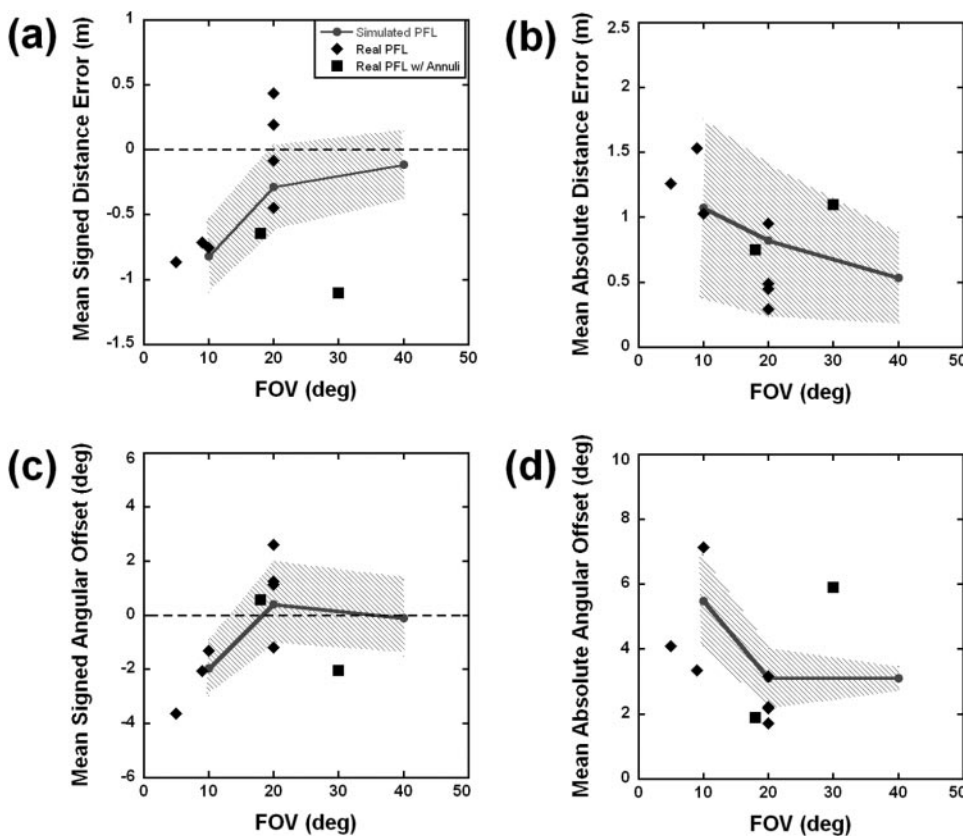 (a)
Mean Signed Distance Error (m)
1
0.5
0
-0.5
-1
-1.5
0 10 20 30 40 50
FOV (deg)
Simulated PFL
Real PFL
Real PFL w/ Annuli
(b)
Mean Absolute Distance Error (m)
2.5
2
1.5
1
0.5
0
0 10 20 30 40 50
FOV (deg)
(c)
Mean Signed Angular Offset (deg)
6
4
2
0
-2
-4
-6
0 10 20 30 40 50
FOV (deg)
(d)
Mean Absolute Angular Offset (deg)
10
8
6
4
2
0
0 10 20 30 40 50
FOV (deg)